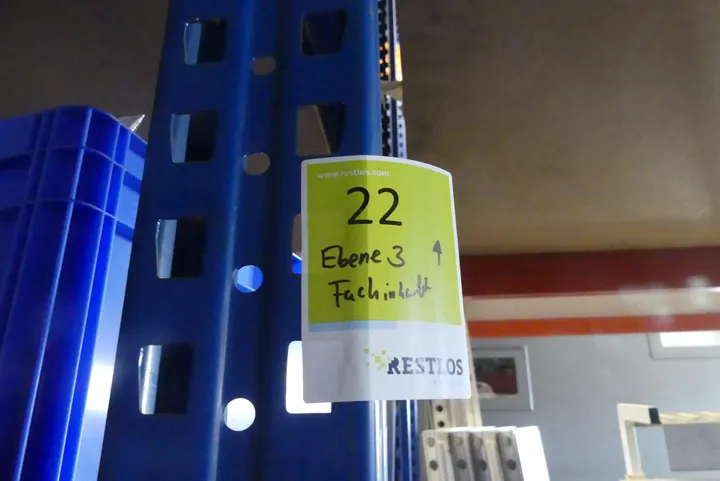 www.restlos.com
22
Ebene 3 ↑
Fachinhalt
RESTLOS